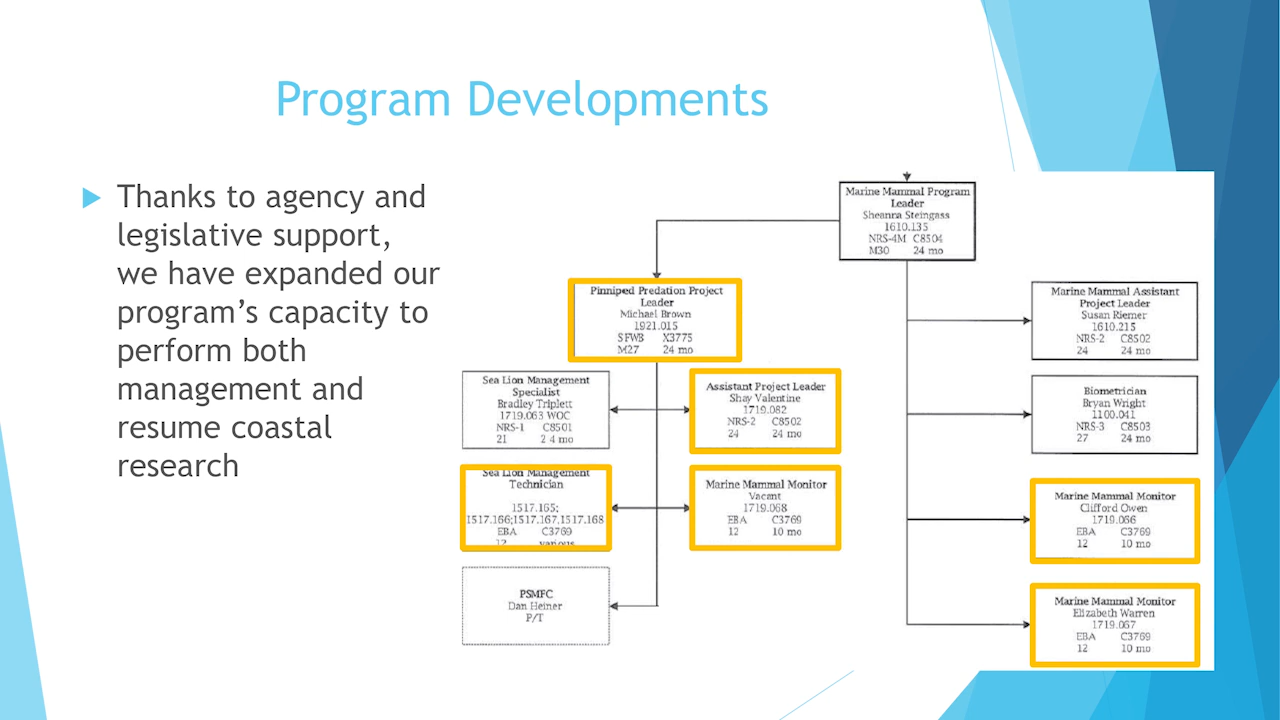 Program Developments
Thanks to agency and
legislative support,
we have expanded our
program’s capacity to
perform both
management and
resume coastal
research
Marine Mammal Program
Leader
Sheanna Steingass
1610.135
NRS-4M C8504
M30 24 mo
Pinniped Predation Project
Leader
Michael Brown
1921.015
SFWB X3775
M27 24 mo
Sea Lion Management
Specialist
Bradley Triplett
1719.063 WOC
NRS-1 C8501
21 2 4 mo
Assistant Project Leader
Shay Valentine
1719.082
NRS-2 C8502
24 24 mo
Sea Lion Management
Technician
1517.165;
1517.166;1517.167,1517.168
EBA C3769
12 various
Marine Mammal Monitor
Vacant
1719.068
EBA C3769
12 10 mo
PSMFC
Dan Heiner
P/T
Marine Mammal Assistant
Project Leader
Susan Riemer
1610.215
NRS-2 C8502
24 24 mo
Biometrician
Bryan Wright
1100.041
NRS-3 C8503
27 24 mo
Marine Mammal Monitor
Clifford Owen
1719.066
EBA C3769
12 10 mo
Marine Mammal Monitor
Elizabeth Warren
1719.067
EBA C3769
12 10 mo